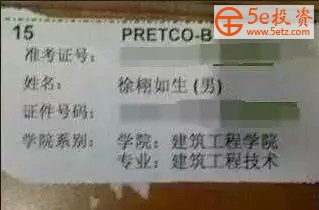 5e投资
www.5etz.com
15 PRETCO-B
准考证号：
姓名： 徐栩如生(男)
证件号码：
学院系别： 学院：建筑工程学院
专业：建筑工程技术